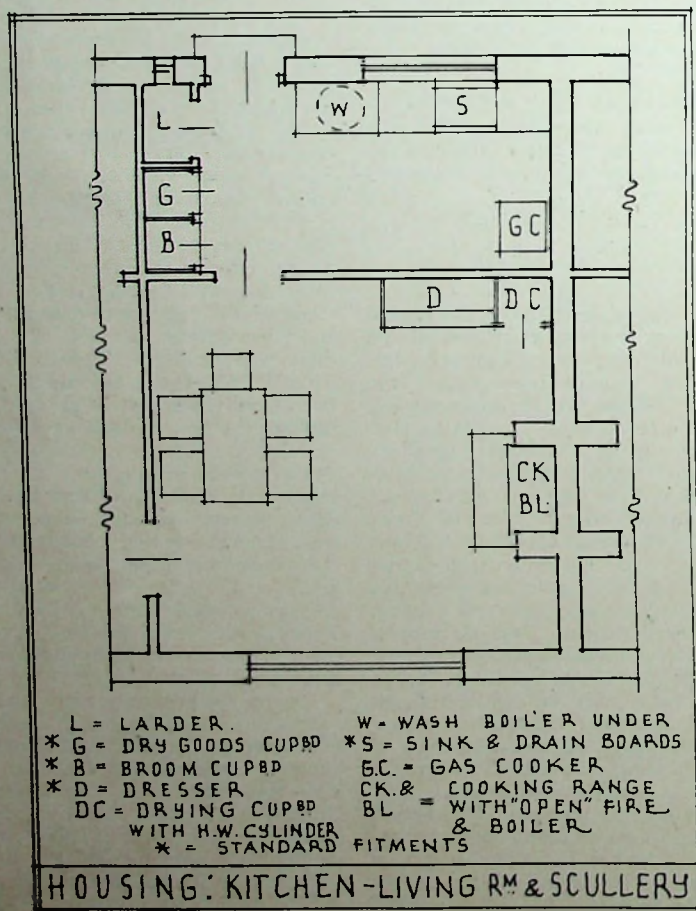 L
W
S
G
B
GC
D
DC
CK
BL
L = LARDER.
* G = DRY GOODS CUPBD
* B = BROOM CUPBD
* D = DRESSER
DC = DRYING CUPBD
WITH H.W. CYLINDER
W = WASH BOILER UNDER
* S = SINK & DRAIN BOARDS
G.C. = GAS COOKER
CK. & COOKING RANGE
BL = WITH "OPEN" FIRE
& BOILER
* = STANDARD FITMENTS
HOUSING: KITCHEN-LIVING RM & SCULLERY